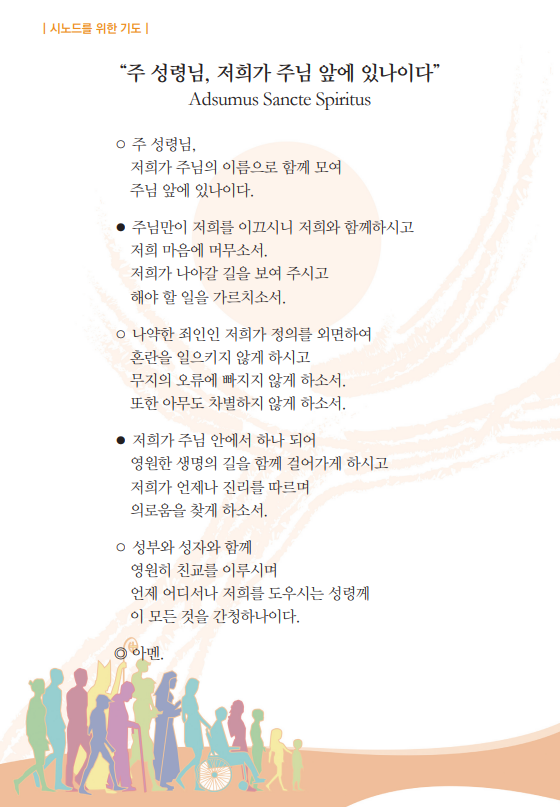 | 시노드를 위한 기도 |
“주 성령님, 저희가 주님 앞에 있나이다”
Adsumus Sancte Spiritus
○ 주 성령님,
저희가 주님의 이름으로 함께 모여
주님 앞에 있나이다.
● 주님만이 저희를 이끄시니 저희와 함께하시고
저희 마음에 머무소서.
저희가 나아갈 길을 보여 주시고
해야 할 일을 가르치소서.
○ 나약한 죄인인 저희가 정의를 외면하여
혼란을 일으키지 않게 하시고
무지의 오류에 빠지지 않게 하소서.
또한 아무도 차별하지 않게 하소서.
● 저희가 주님 안에서 하나 되어
영원한 생명의 길을 함께 걸어가게 하시고
저희가 언제나 진리를 따르며
의로움을 찾게 하소서.
○ 성부와 성자와 함께
영원히 친교를 이루시며
언제 어디서나 저희를 도우시는 성령께
이 모든 것을 간청하나이다.
◎ 아멘.